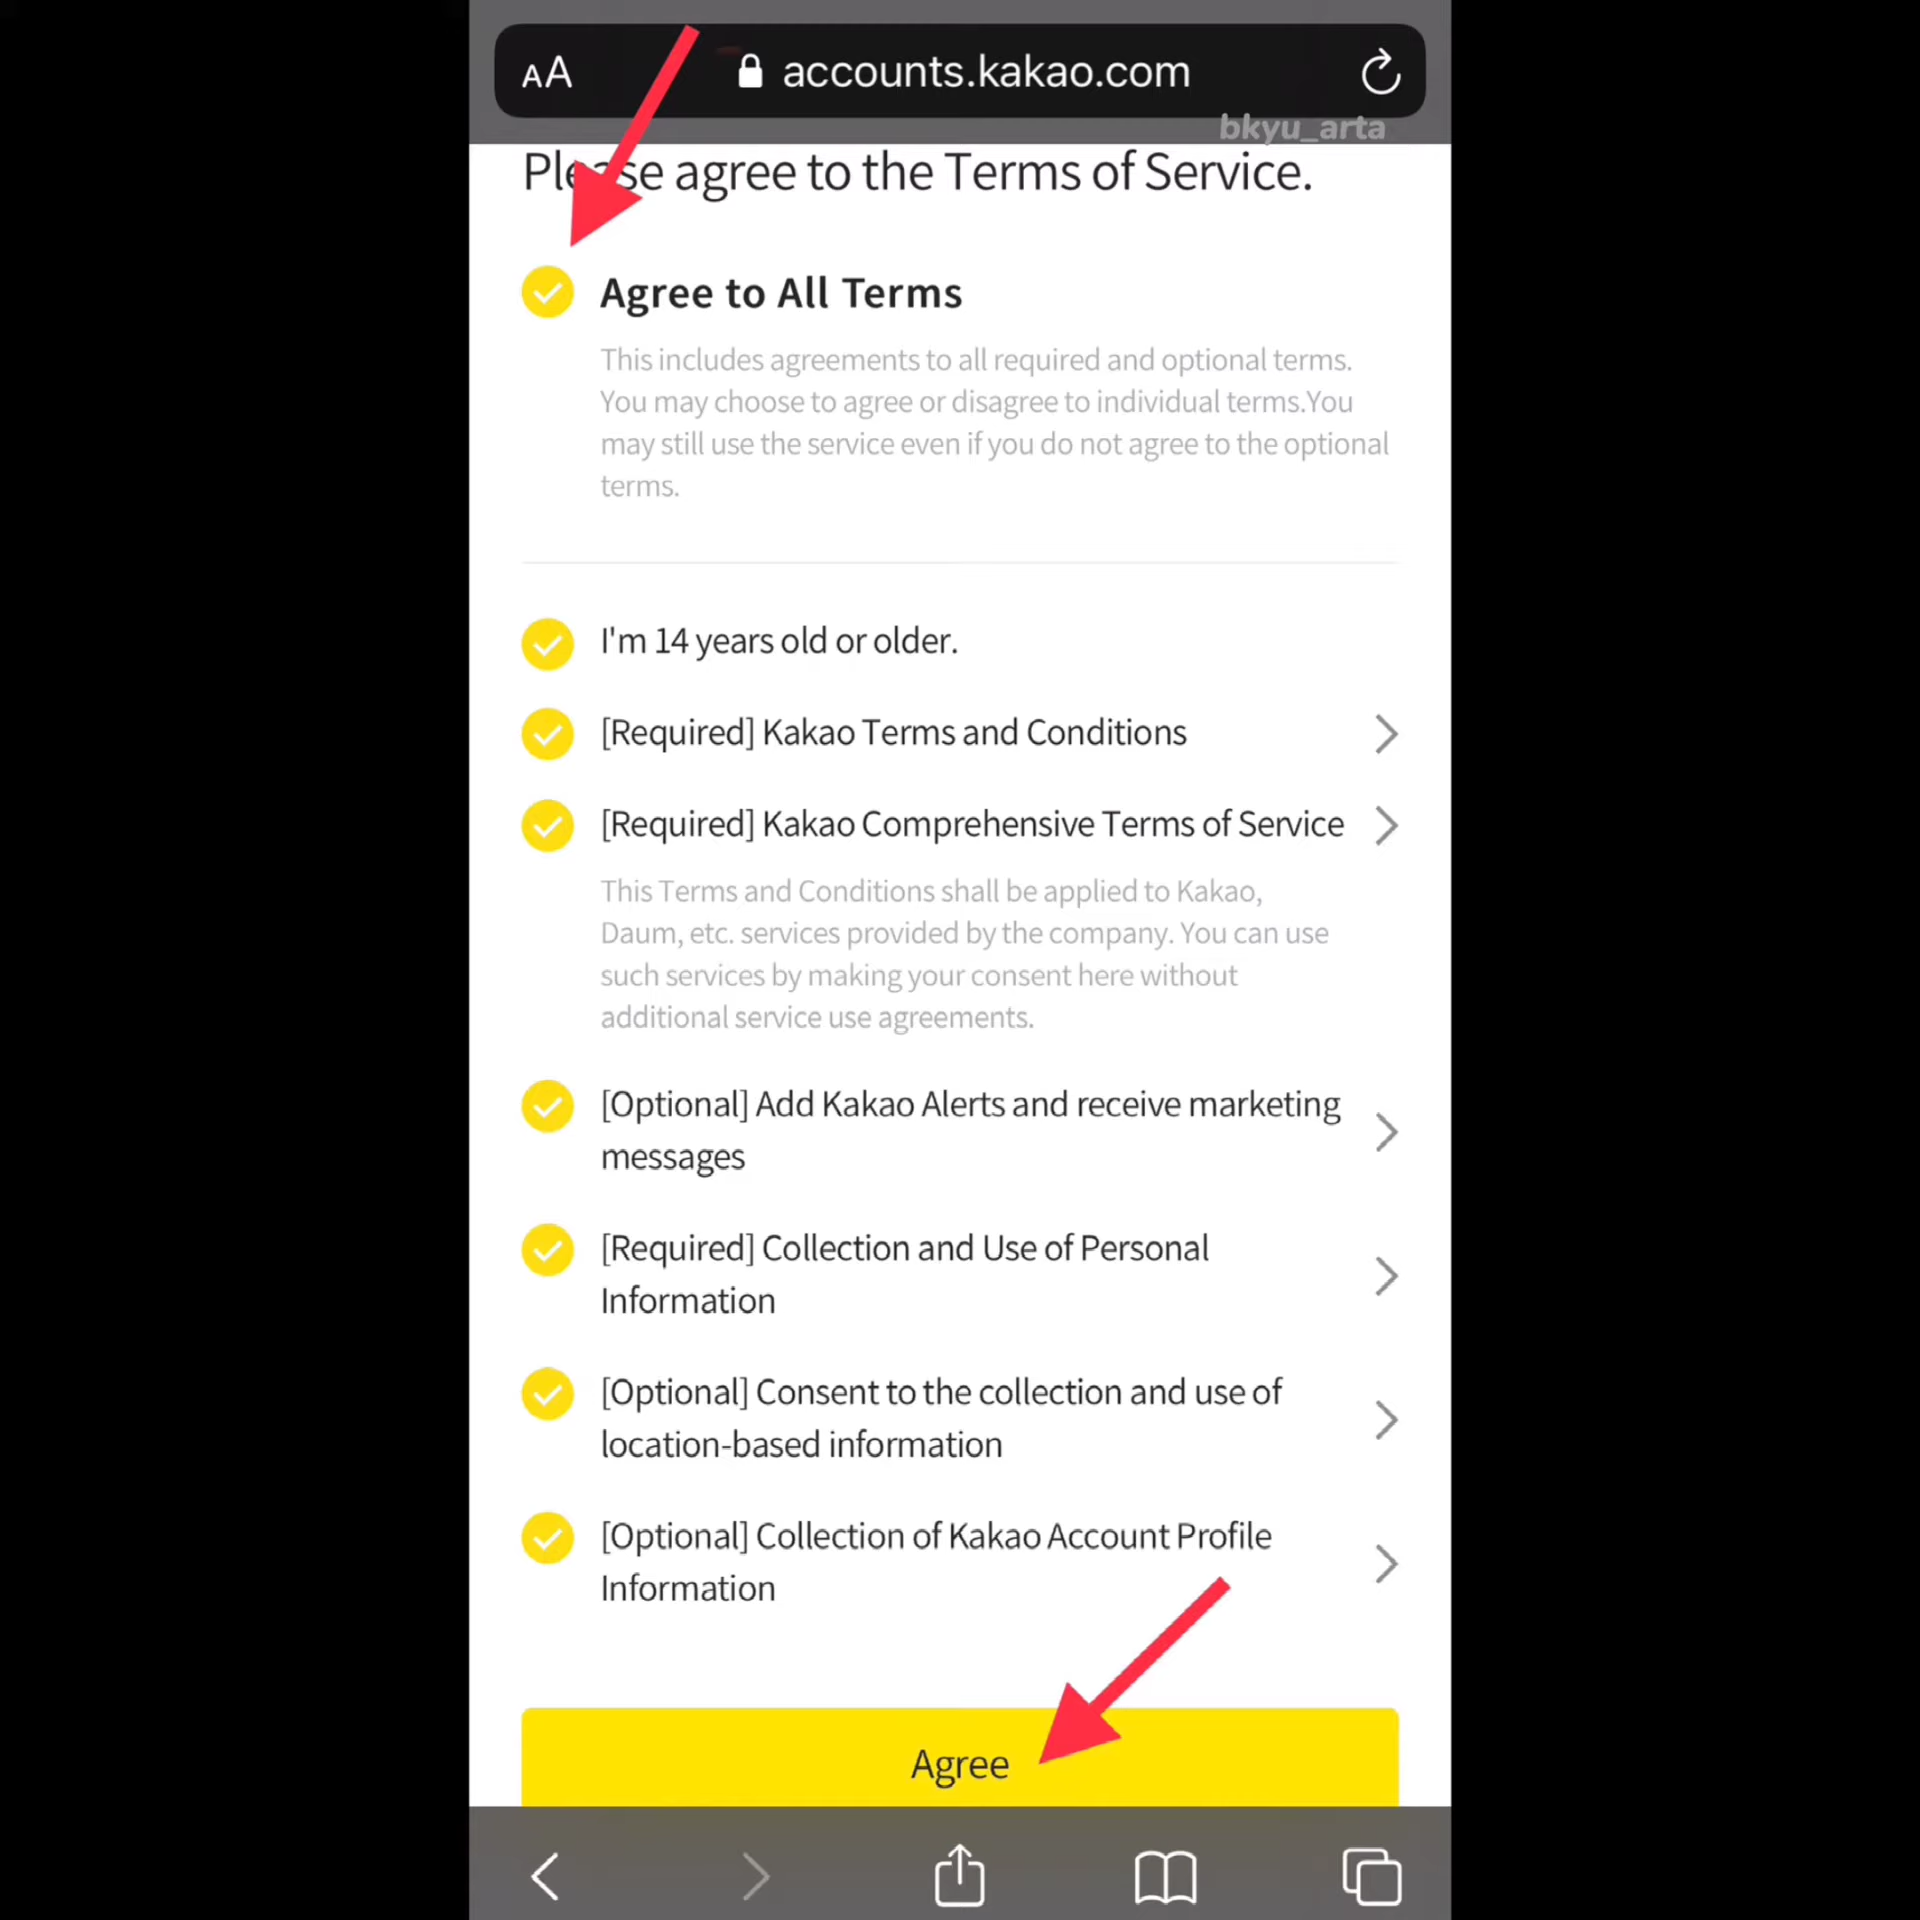 AA accounts.kakao.com
bkyu_arta
Please agree to the Terms of Service.
Agree to All Terms
This includes agreements to all required and optional terms.
You may choose to agree or disagree to individual terms.You
may still use the service even if you do not agree to the optional
terms.
I'm 14 years old or older.
[Required] Kakao Terms and Conditions
[Required] Kakao Comprehensive Terms of Service
This Terms and Conditions shall be applied to Kakao,
Daum, etc. services provided by the company. You can use
such services by making your consent here without
additional service use agreements.
[Optional] Add Kakao Alerts and receive marketing
messages
[Required] Collection and Use of Personal
Information
[Optional] Consent to the collection and use of
location-based information
[Optional] Collection of Kakao Account Profile
Information
Agree